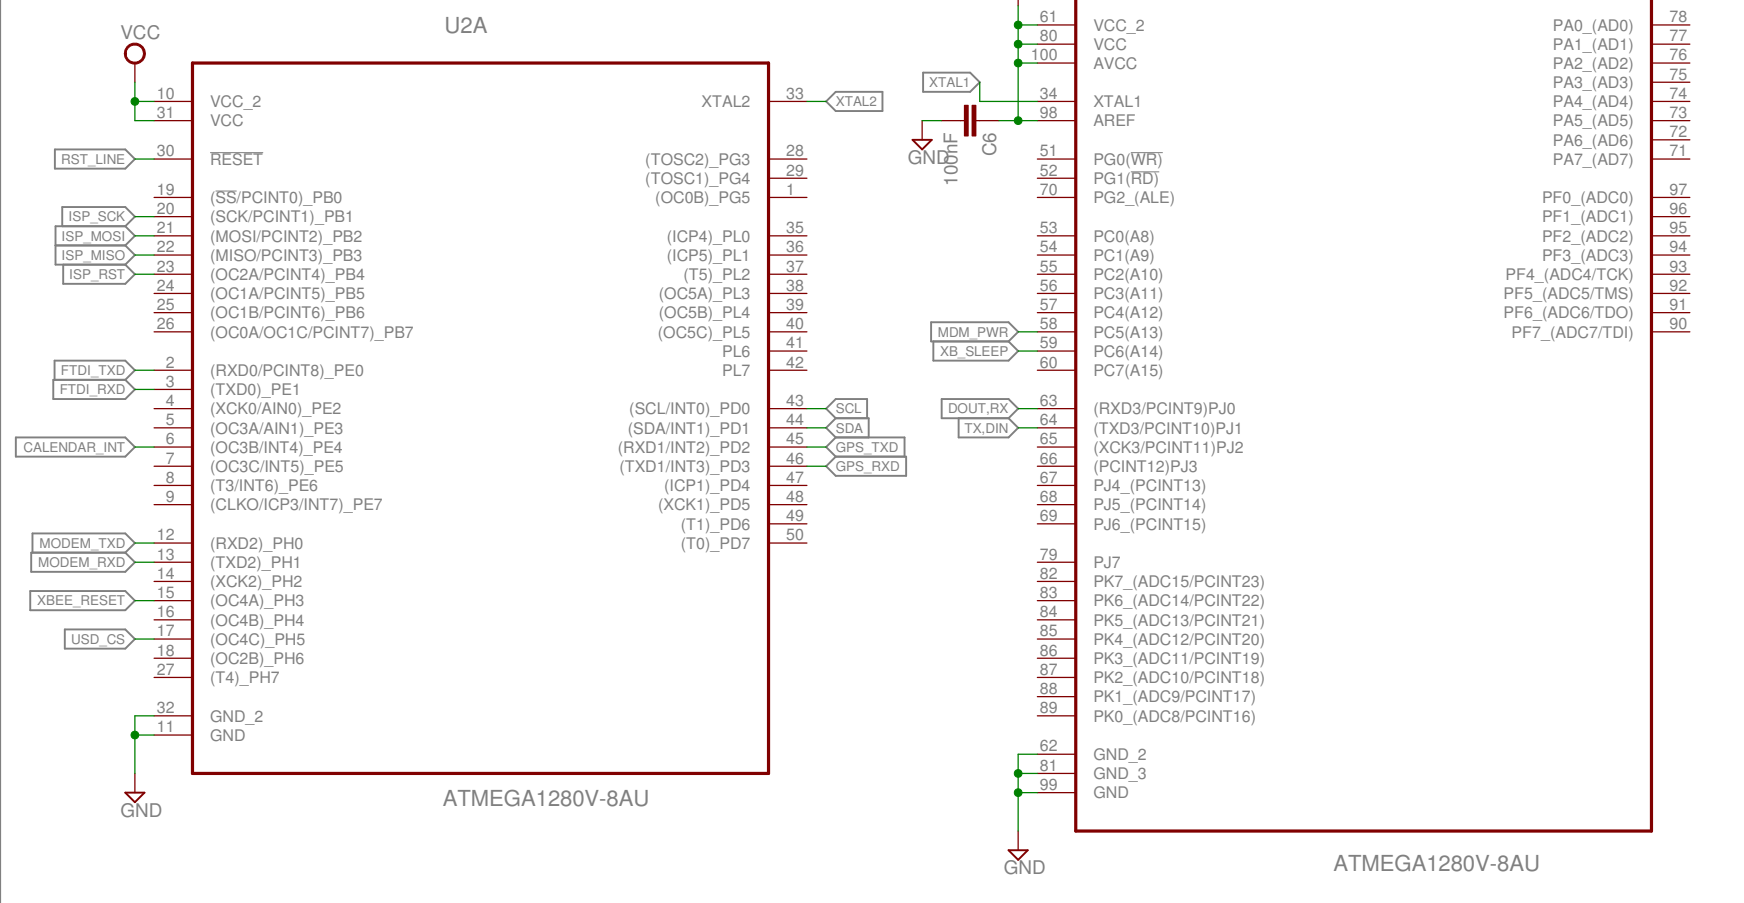 U2A
VCC
10 VCC_2
31 VCC
RST_LINE 30 RESET
19 (SS/PCINT0)_PB0
ISP_SCK 20 (SCK/PCINT1)_PB1
ISP_MOSI 21 (MOSI/PCINT2)_PB2
ISP_MISO 22 (MISO/PCINT3)_PB3
ISP_RST 23 (OC2A/PCINT4)_PB4
24 (OC1A/PCINT5)_PB5
25 (OC1B/PCINT6)_PB6
26 (OC0A/OC1C/PCINT7)_PB7
FTDI_TXD 2 (RXD0/PCINT8)_PE0
FTDI_RXD 3 (TXD0)_PE1
4 (XCK0/AIN0)_PE2
5 (OC3A/AIN1)_PE3
CALENDAR_INT 6 (OC3B/INT4)_PE4
7 (OC3C/INT5)_PE5
8 (T3/INT6)_PE6
9 (CLKO/ICP3/INT7)_PE7
MODEM_TXD 12 (RXD2)_PH0
MODEM_RXD 13 (TXD2)_PH1
14 (XCK2)_PH2
XBEE_RESET 15 (OC4A)_PH3
16 (OC4B)_PH4
USD_CS 17 (OC4C)_PH5
18 (OC2B)_PH6
27 (T4)_PH7
32 GND_2
11 GND
GND
XTAL2 33 XTAL2
(TOSC2)_PG3 28
(TOSC1)_PG4 29
(OC0B)_PG5 1
(ICP4)_PL0 35
(ICP5)_PL1 36
(T5)_PL2 37
(OC5A)_PL3 38
(OC5B)_PL4 39
(OC5C)_PL5 40
PL6 41
PL7 42
(SCL/INT0)_PD0 43 SCL
(SDA/INT1)_PD1 44 SDA
(RXD1/INT2)_PD2 45 GPS_TXD
(TXD1/INT3)_PD3 46 GPS_RXD
(ICP1)_PD4 47
(XCK1)_PD5 48
(T1)_PD6 49
(T0)_PD7 50
ATMEGA1280V-8AU
61 VCC_2
80 VCC
100 AVCC
XTAL1 34 XTAL1
98 AREF
GND
100nF
C6
51 PG0(WR)
52 PG1(RD)
70 PG2_(ALE)
53 PC0(A8)
54 PC1(A9)
55 PC2(A10)
56 PC3(A11)
57 PC4(A12)
MDM_PWR 58 PC5(A13)
XB_SLEEP 59 PC6(A14)
60 PC7(A15)
DOUT,RX 63 (RXD3/PCINT9)PJ0
TX,DIN 64 (TXD3/PCINT10)PJ1
65 (XCK3/PCINT11)PJ2
66 (PCINT12)PJ3
67 PJ4_(PCINT13)
68 PJ5_(PCINT14)
69 PJ6_(PCINT15)
79 PJ7
82 PK7_(ADC15/PCINT23)
83 PK6_(ADC14/PCINT22)
84 PK5_(ADC13/PCINT21)
85 PK4_(ADC12/PCINT20)
86 PK3_(ADC11/PCINT19)
87 PK2_(ADC10/PCINT18)
88 PK1_(ADC9/PCINT17)
89 PK0_(ADC8/PCINT16)
62 GND_2
81 GND_3
99 GND
GND
PA0_(AD0) 78
PA1_(AD1) 77
PA2_(AD2) 76
PA3_(AD3) 75
PA4_(AD4) 74
PA5_(AD5) 73
PA6_(AD6) 72
PA7_(AD7) 71
PF0_(ADC0) 97
PF1_(ADC1) 96
PF2_(ADC2) 95
PF3_(ADC3) 94
PF4_(ADC4/TCK) 93
PF5_(ADC5/TMS) 92
PF6_(ADC6/TDO) 91
PF7_(ADC7/TDI) 90
ATMEGA1280V-8AU